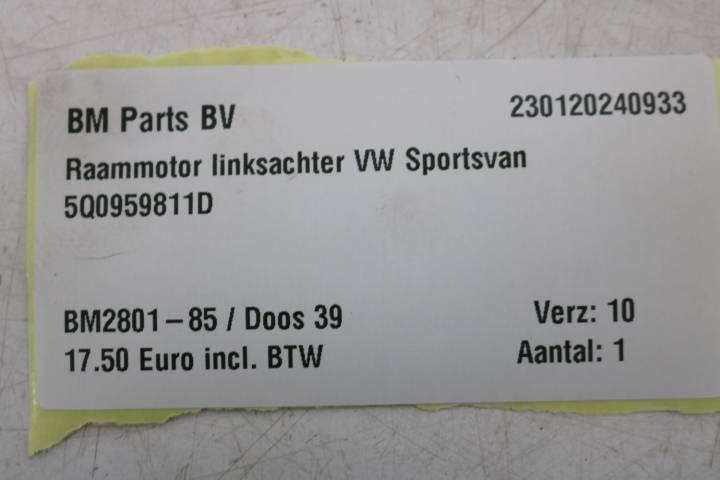 BM Parts BV
230120240933
Raammotor linksachter VW Sportsvan
5Q0959811D
BM2801-85 / Doos 39
Verz: 10
17.50 Euro incl. BTW
Aantal: 1